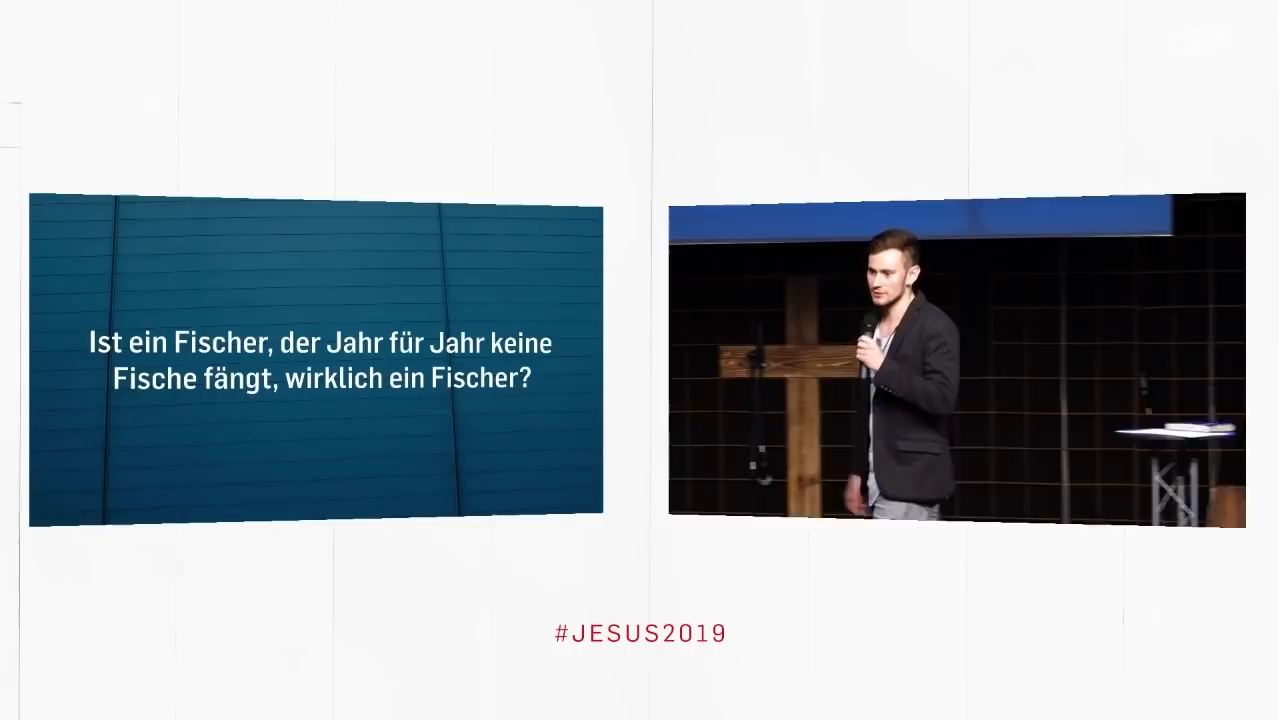 Ist ein Fischer, der Jahr für Jahr keine
Fische fängt, wirklich ein Fischer?
#JESUS2019